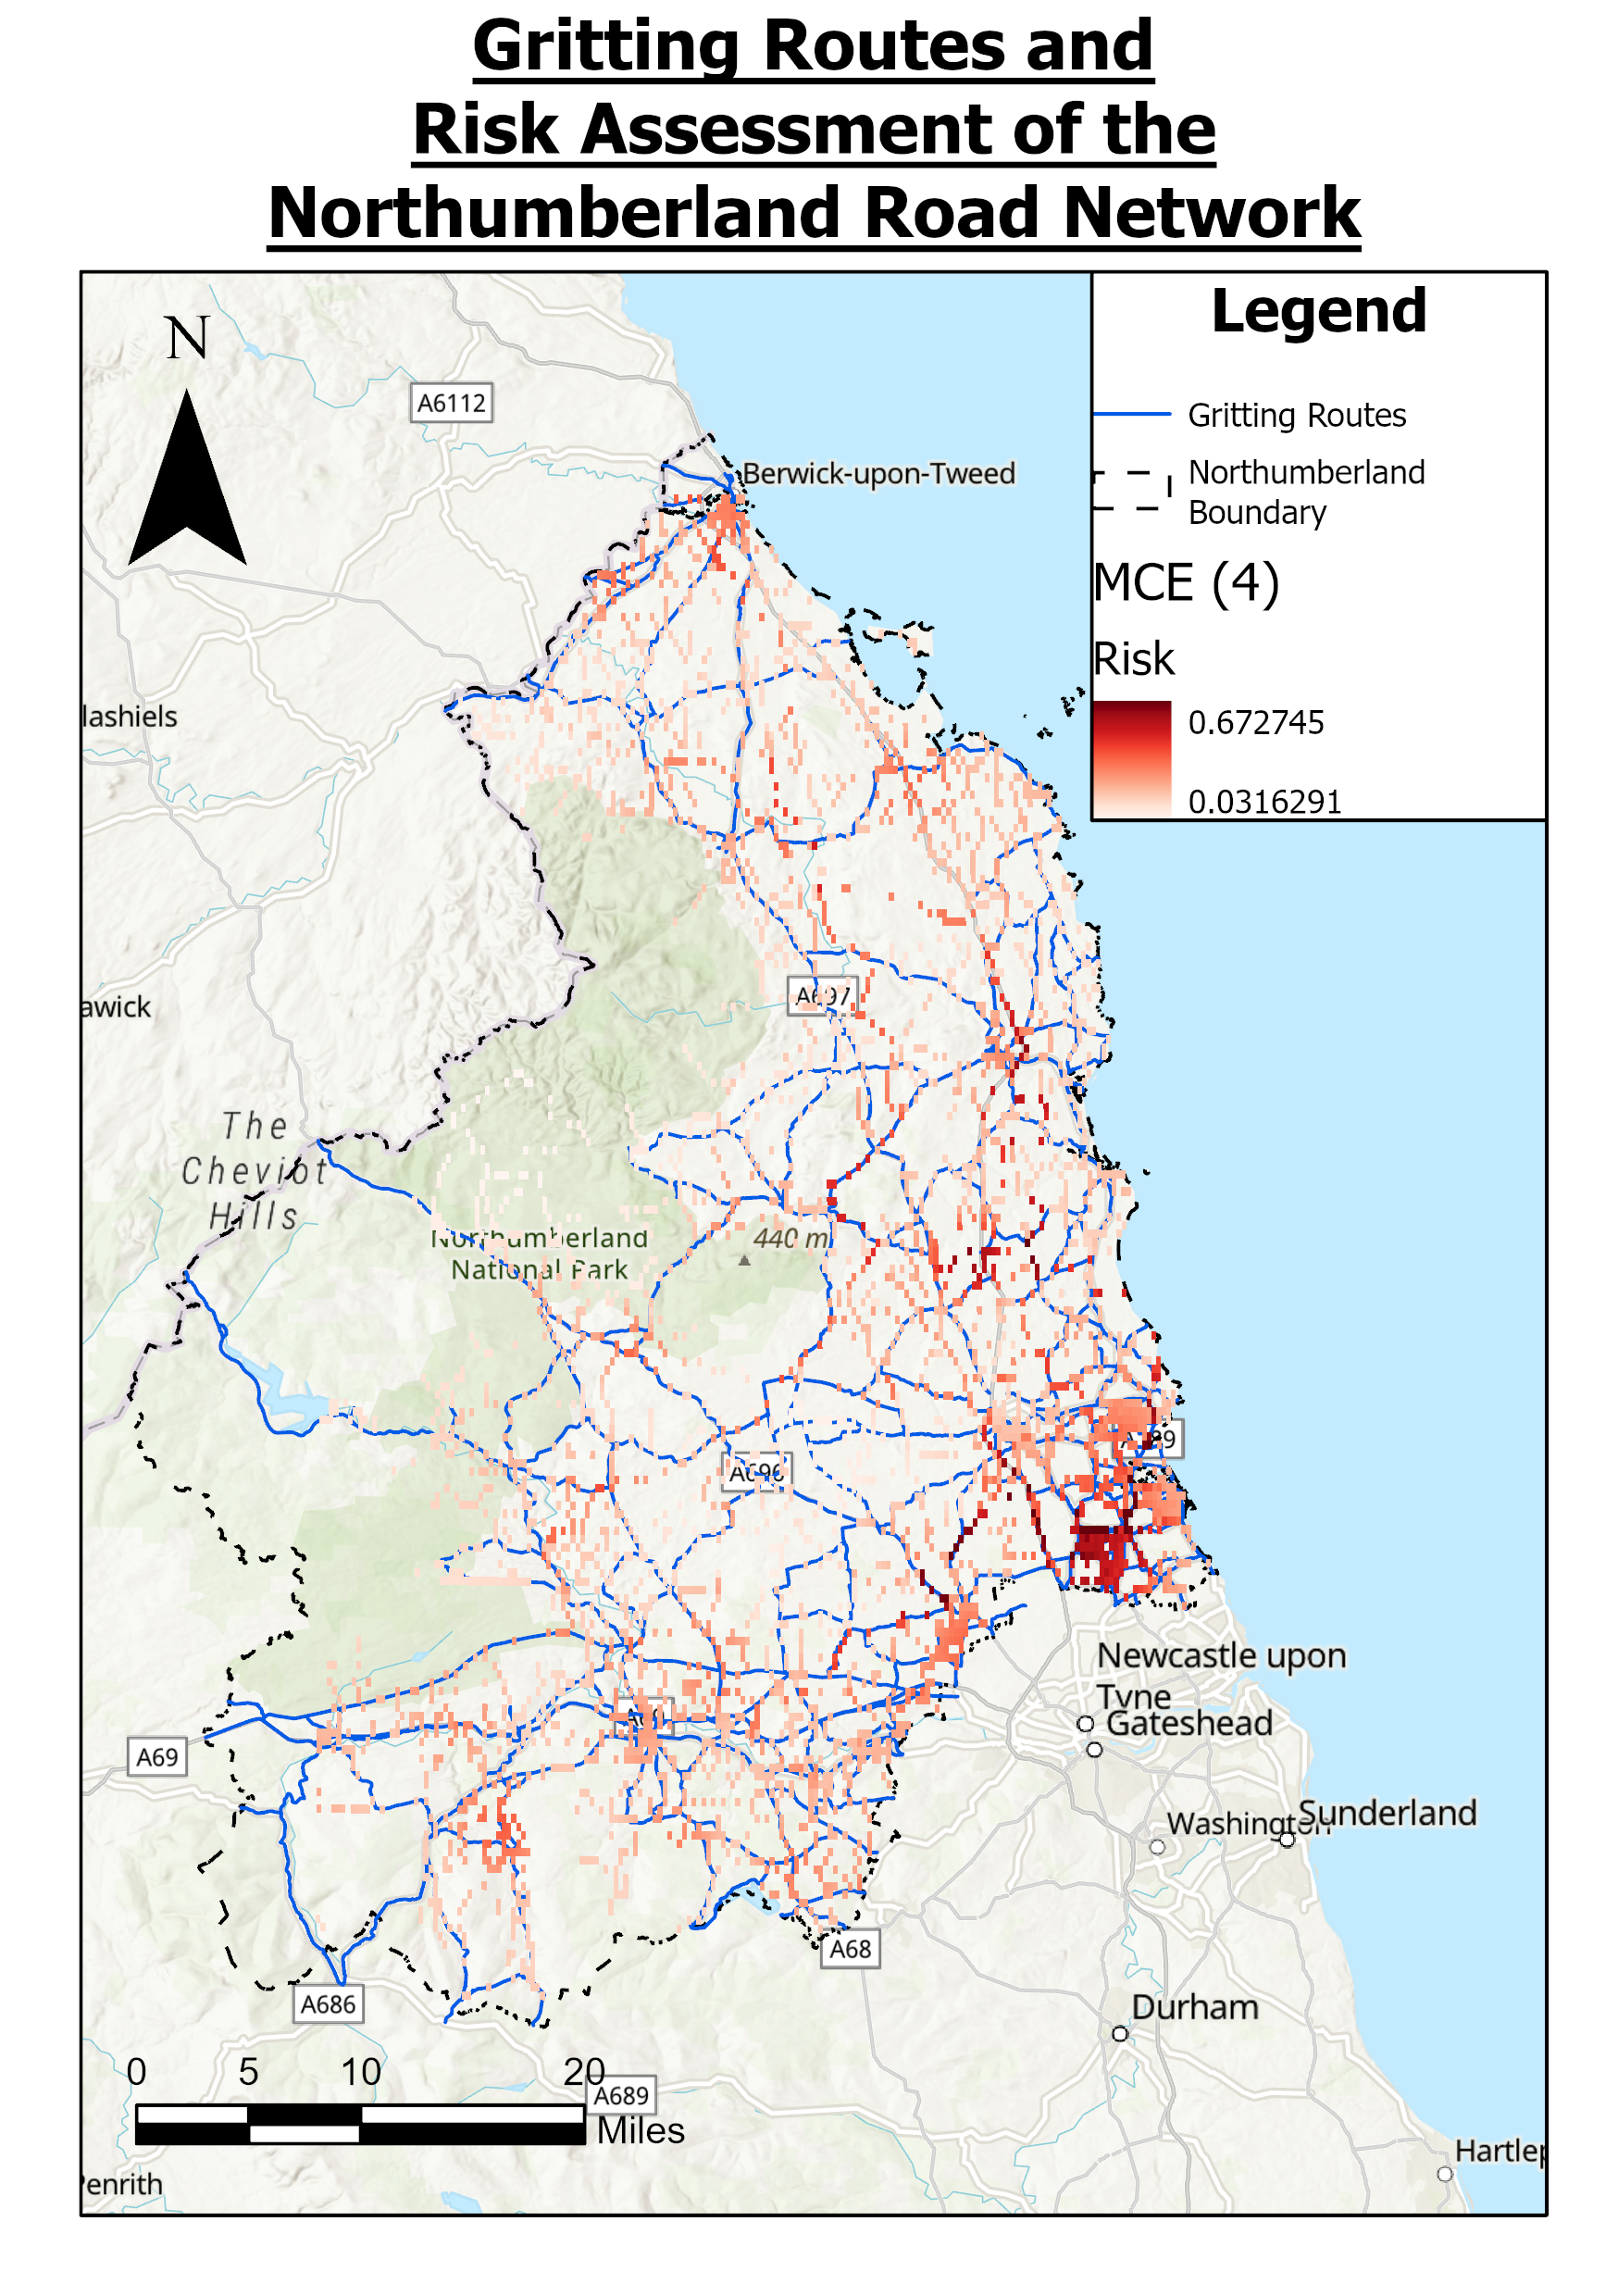 Gritting Routes and
Risk Assessment of the
Northumberland Road Network
N
Legend
Gritting Routes
Northumberland
Boundary
MCE (4)
Risk
0.672745
0.0316291
A6112
Berwick-upon-Tweed
lashiels
awick
A697
The
Cheviot
Hills
Northumberland
National Park
440 m
A696
Newcastle upon
Tyne
Gateshead
A69
A69
Washington
Sunderland
A68
A686
Durham
0 5 10 20
Miles
A689
Hartlep
Penrith